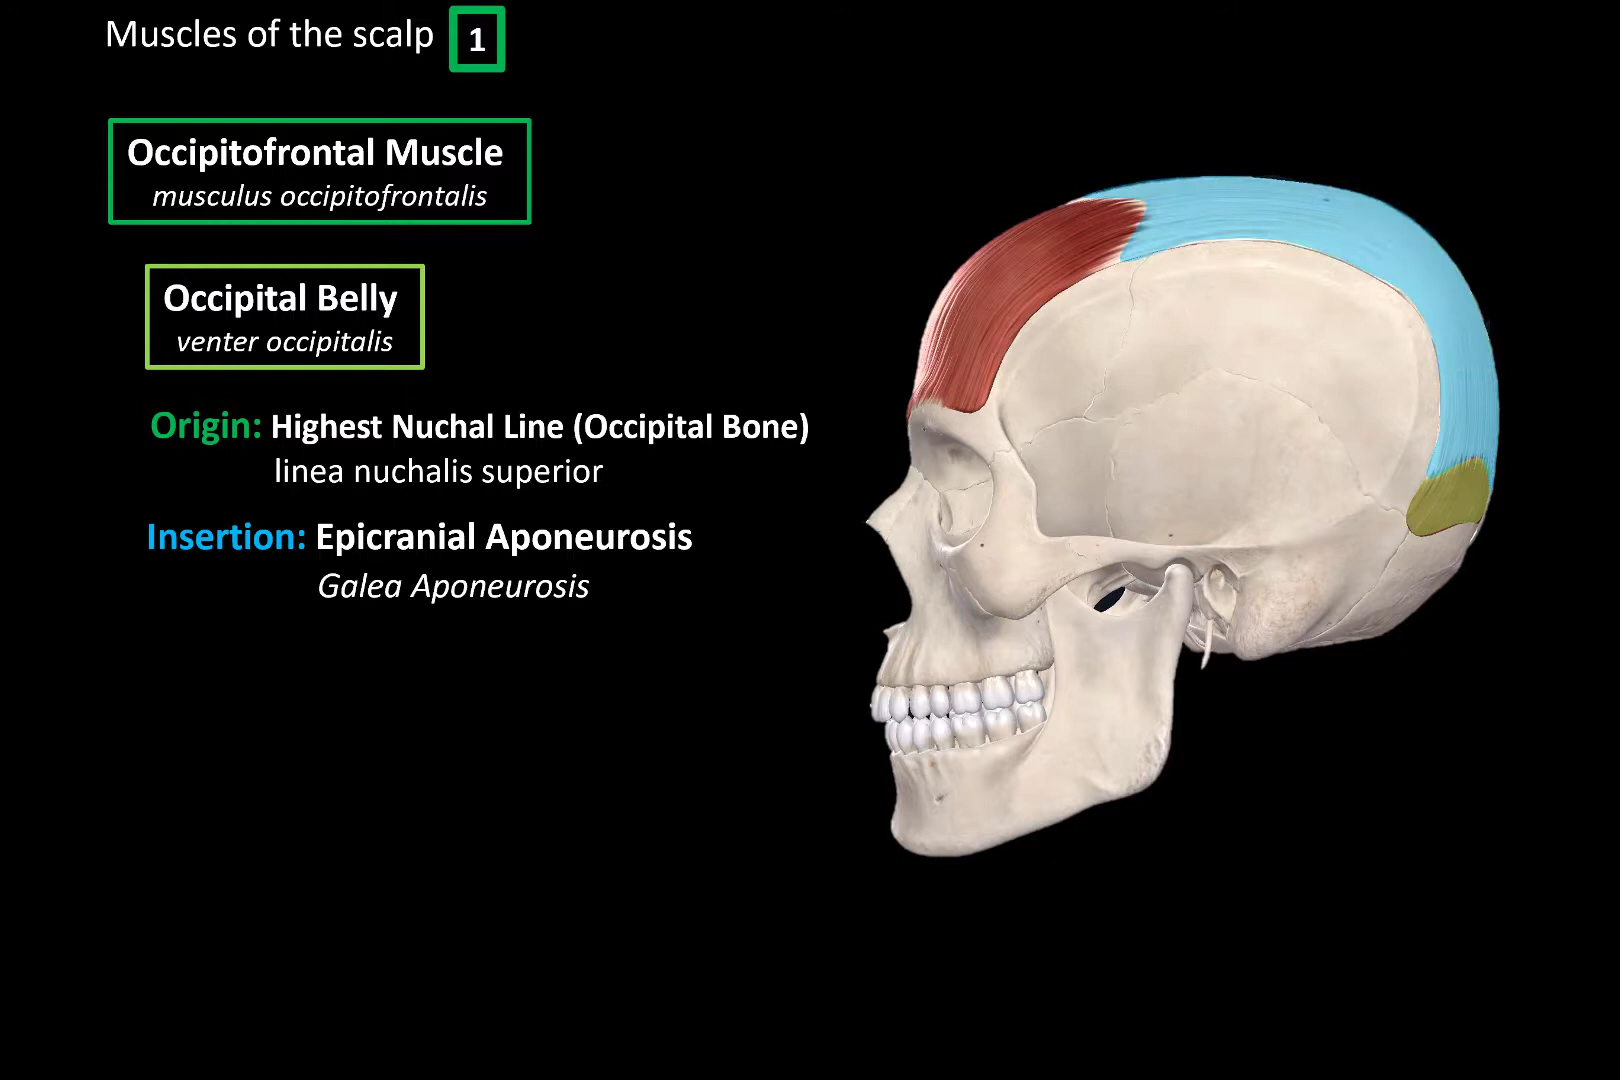 Muscles of the scalp 1
Occipitofrontal Muscle
musculus occipitofrontalis
Occipital Belly
venter occipitalis
Origin: Highest Nuchal Line (Occipital Bone)
linea nuchalis superior
Insertion: Epicranial Aponeurosis
Galea Aponeurosis